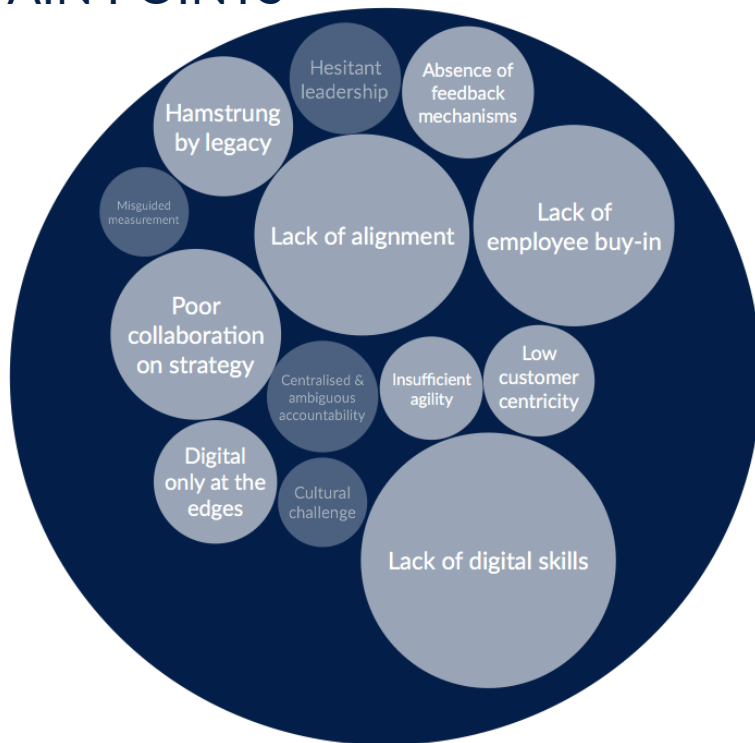 AIN POINTS
Hesitant
leadership
Absence of
feedback
mechanisms
Hamstrung
by legacy
Misguided
measurement
Lack of alignment
Lack of
employee buy-in
Poor
collaboration
on strategy
Centralised &
ambiguous
accountability
Insufficient
agility
Low
customer
centricity
Digital
only at the
edges
Cultural
challenge
Lack of digital skills